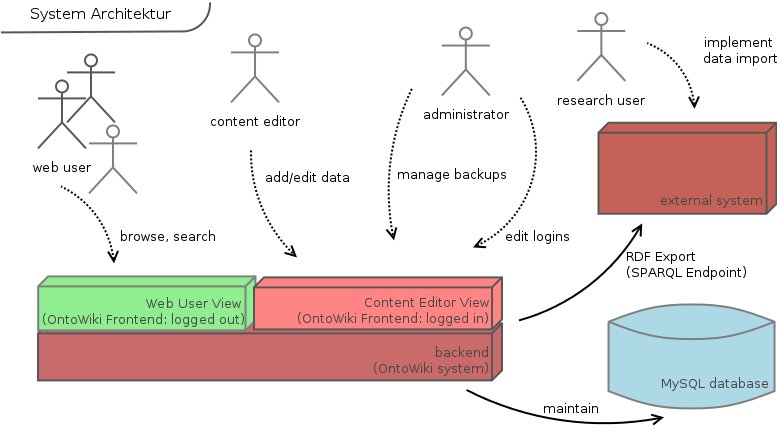 System Architektur
implement
data import
research user
content editor
administrator
web user
add/edit data
manage backups
external system
browse, search
edit logins
RDF Export
(SPARQL Endpoint)
Web User View
(OntoWiki Frontend: logged out)
Content Editor View
(OntoWiki Frontend: logged in)
backend
(OntoWiki system)
MySQL database
maintain